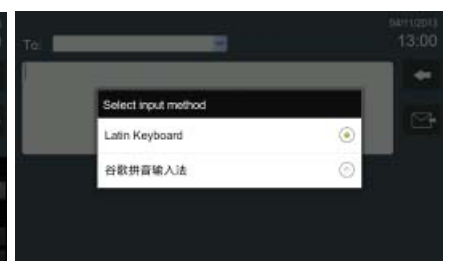 04/11/2013
To:
13:00
Select input method
Latin Keyboard
谷歌拼音输入法